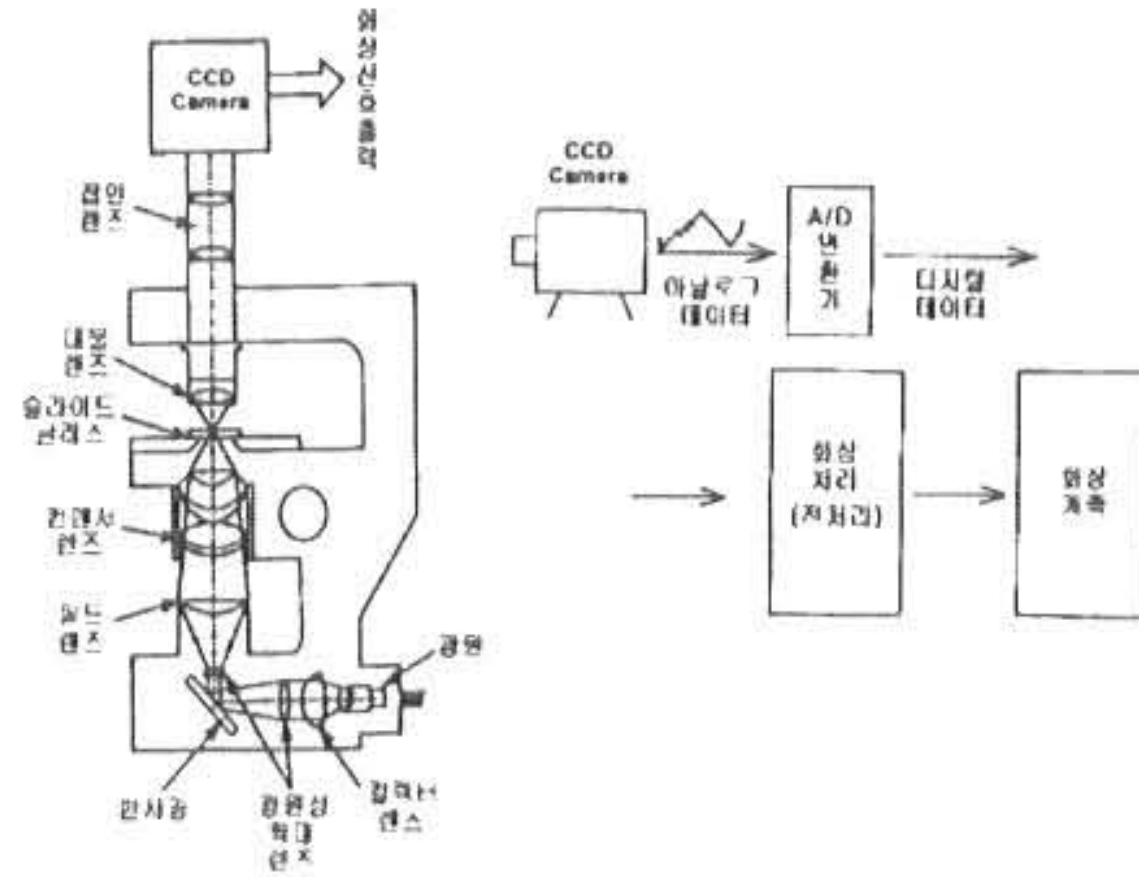 CCD
Camera
화상신호출력
접안
렌즈
대물
렌즈
슬라이드
글래스
컨덴서
렌즈
필드
렌즈
광원
반사경
광원상
확대
렌즈
컬렉터
렌스
CCD
Camera
아날로그
데이터
A/D
변
환
기
디지털
데이터
화상
처리
(전처리)
화상
계측